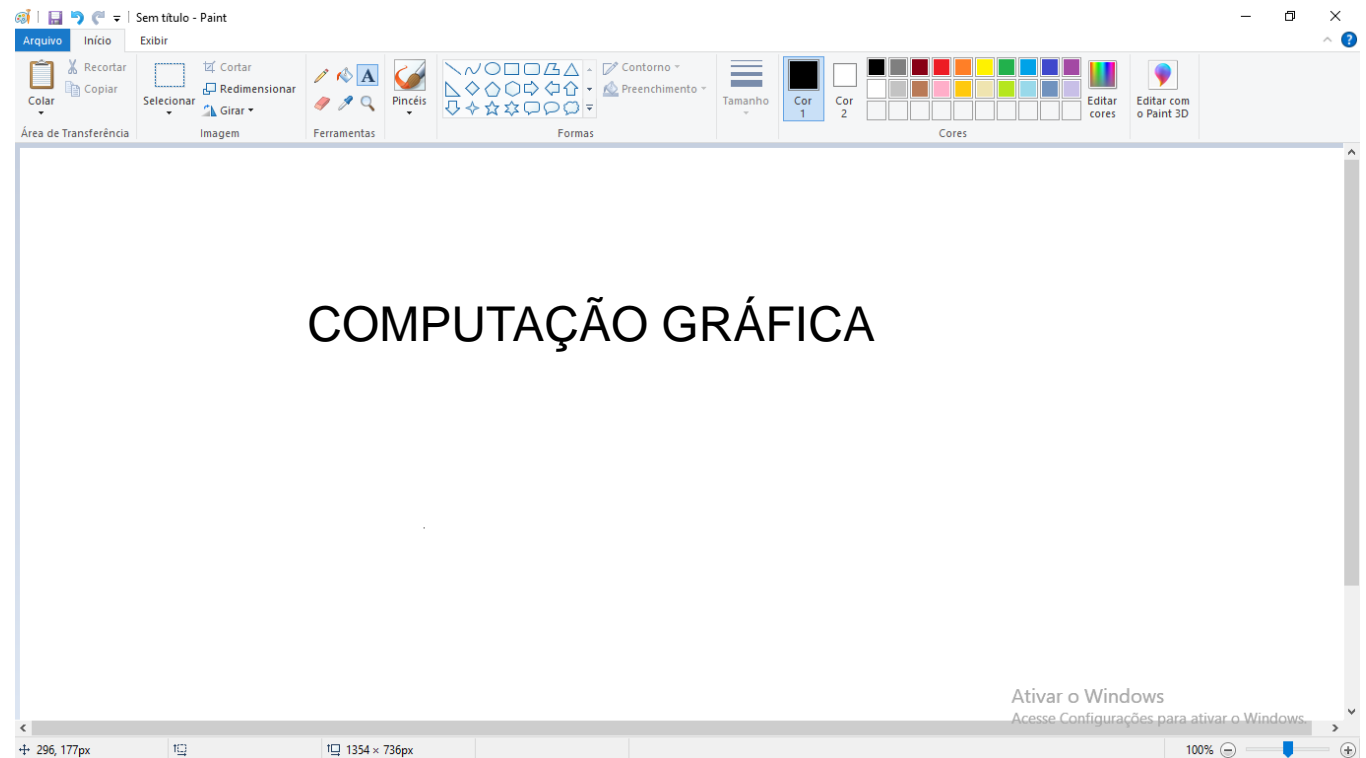 Sem título - Paint
Arquivo Início Exibir
Colar
Recortar
Copiar
Área de Transferência
Selecionar
Cortar
Redimensionar
Girar
Imagem
A
Ferramentas
Pincéis
Contorno
Preenchimento
Formas
Tamanho
Cor 1
Cor 2
Cores
Editar cores
Editar com o Paint 3D
COMPUTAÇÃO GRÁFICA
Ativar o Windows
Acesse Configurações para ativar o Windows.
296, 177px
1354 × 736px
100%